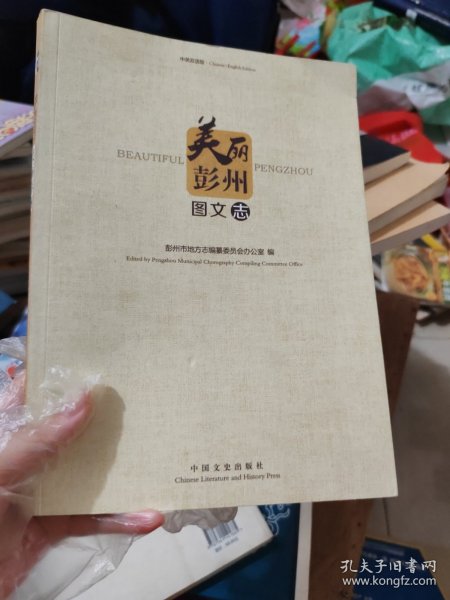 中英双语版·Chinese-English Edition
美丽
BEAUTIFUL PENGZHOU
彭州
图文志
彭州市地方志编纂委员会办公室 编
Edited by Pengzhou Municipal Chorography Compiling Committee Office
中国文史出版社
Chinese Literature and History Press
孔夫子旧书网
www.kongfz.com